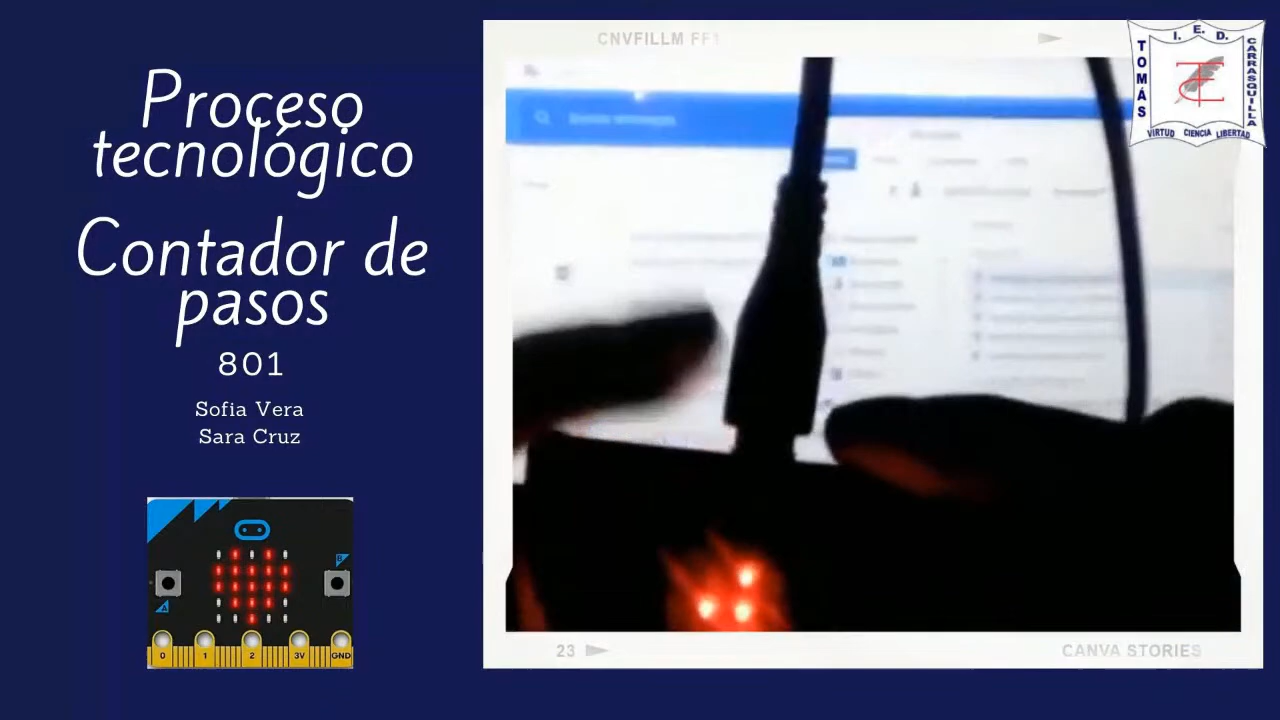 Proceso
tecnológico
Contador de
pasos
801
Sofia Vera
Sara Cruz
B
A
0 1 2 3V GND
CNVFILLM FF1
I. E. D.
TOMÁS
CARRASQUILLA
VIRTUD CIENCIA LIBERTAD
23
CANVA STORIES